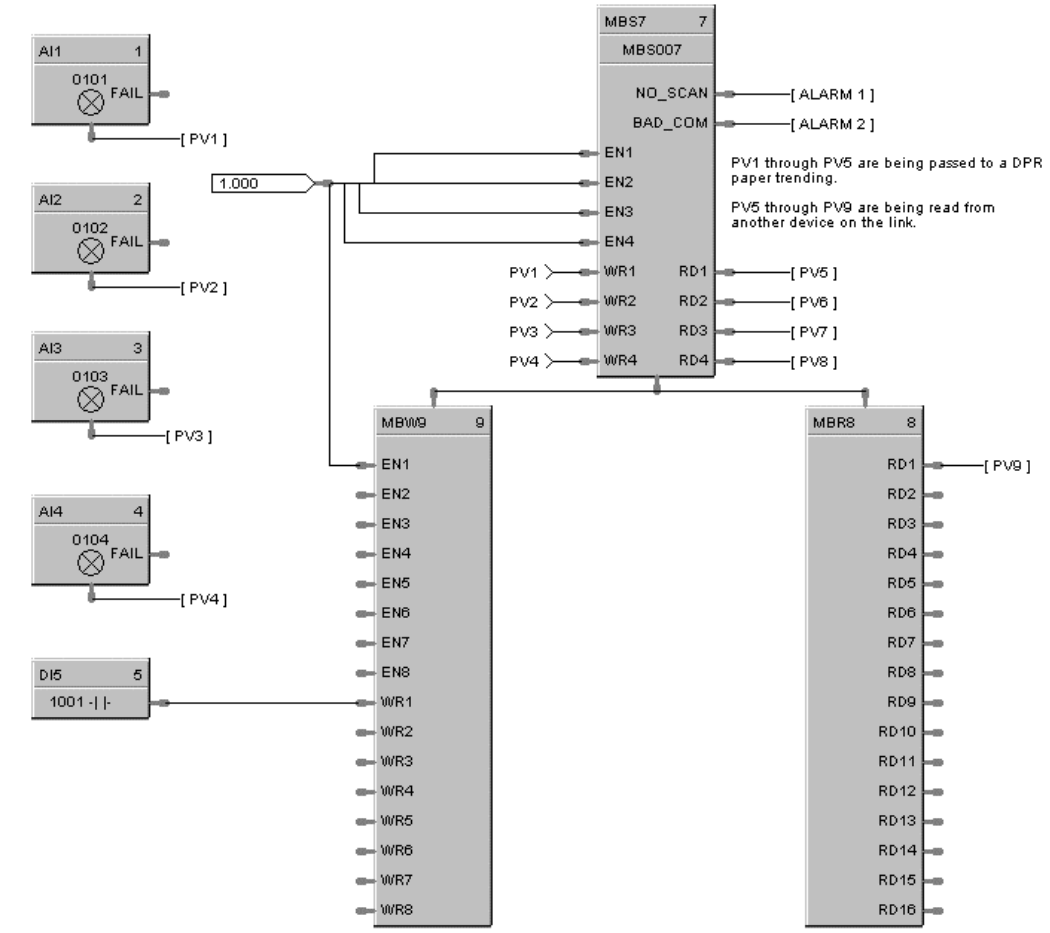 MBS7 7
MBS007
NO_SCAN [ ALARM 1 ]
BAD_COM [ ALARM 2 ]
EN1
EN2
EN3
EN4
WR1 RD1
WR2 RD2
WR3 RD3
WR4 RD4
PV1
PV2
PV3
PV4
[ PV5 ]
[ PV6 ]
[ PV7 ]
[ PV8 ]
PV1 through PV5 are being passed to a DPR
paper trending.
PV5 through PV9 are being read from
another device on the link.
AI1 1
0101
FAIL
[ PV1 ]
1.000
AI2 2
0102
FAIL
[ PV2 ]
AI3 3
0103
FAIL
[ PV3 ]
AI4 4
0104
FAIL
[ PV4 ]
DI5 5
1001 -| |-
MBW9 9
EN1
EN2
EN3
EN4
EN5
EN6
EN7
EN8
WR1
WR2
WR3
WR4
WR5
WR6
WR7
WR8
MBR8 8
RD1 [ PV9 ]
RD2
RD3
RD4
RD5
RD6
RD7
RD8
RD9
RD10
RD11
RD12
RD13
RD14
RD15
RD16